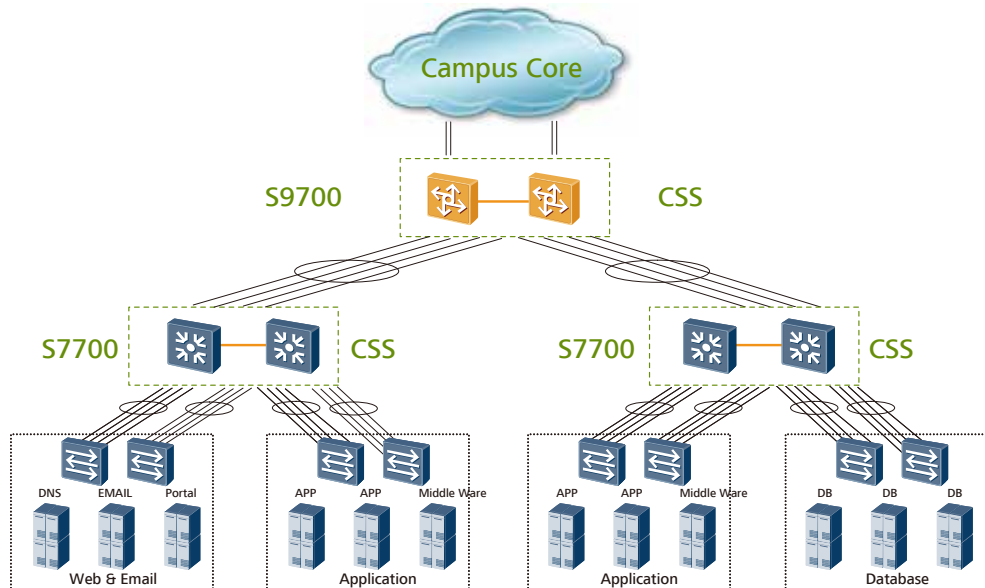 Campus Core
S9700
CSS
S7700
CSS
S7700
CSS
DNS
EMAIL
Portal
APP
APP
Middle Ware
APP
APP
Middle Ware
DB
DB
DB
Web & Email
Application
Application
Database